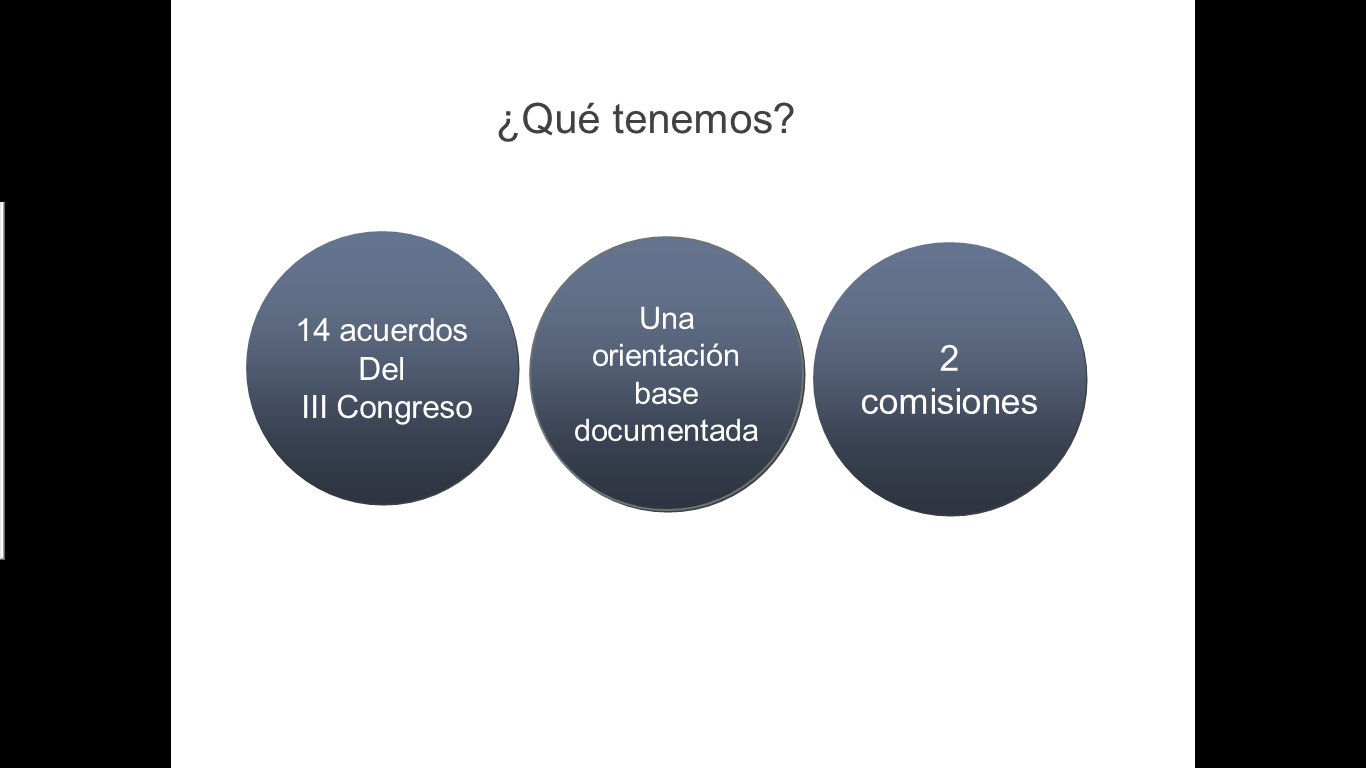 ¿Qué tenemos?
14 acuerdos
Del
III Congreso
Una
orientación
base
documentada
2
comisiones